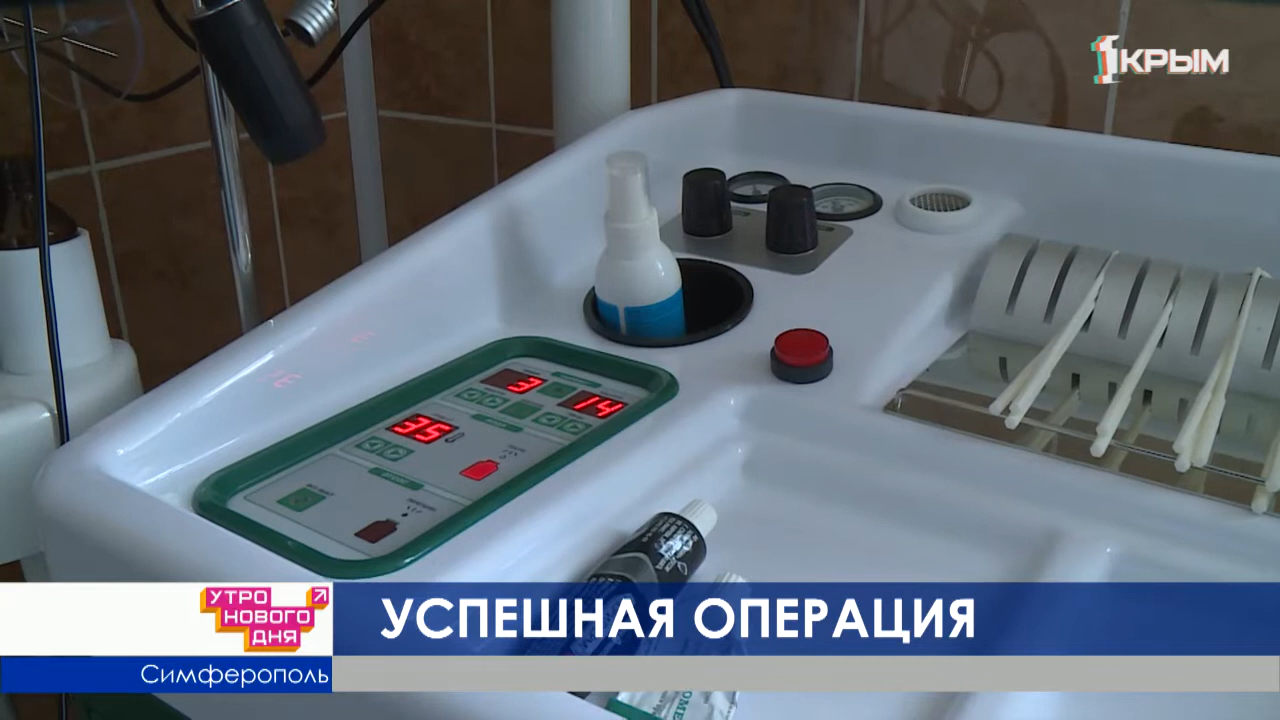 1КРЫМ
3
14
35
УТРО
НОВОГО
ДНЯ
УСПЕШНАЯ ОПЕРАЦИЯ
Симферополь